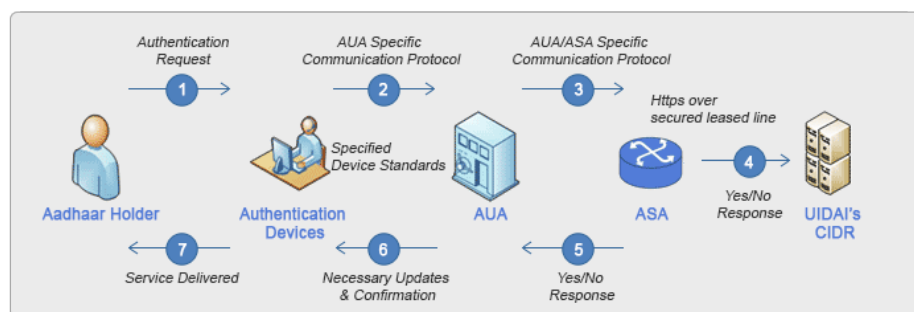 Authentication
Request
1
AUA Specific
Communication Protocol
2
AUA/ASA Specific
Communication Protocol
3
Https over
secured leased line
4
Yes/No
Response
Specified
Device Standards
Aadhaar Holder
Authentication
Devices
AUA
ASA
UIDAI's
CIDR
7
Service Delivered
6
Necessary Updates
& Confirmation
5
Yes/No
Response